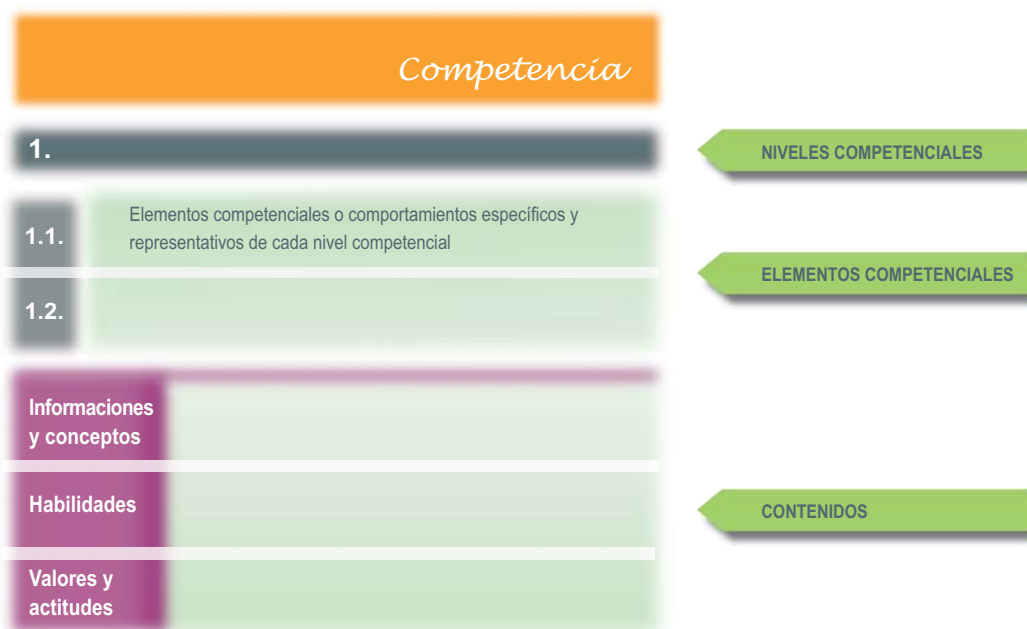 Competencia
1.
NIVELES COMPETENCIALES
1.1.
Elementos competenciales o comportamientos específicos y
representativos de cada nivel competencial
ELEMENTOS COMPETENCIALES
1.2.
Informaciones
y conceptos
Habilidades
CONTENIDOS
Valores y
actitudes